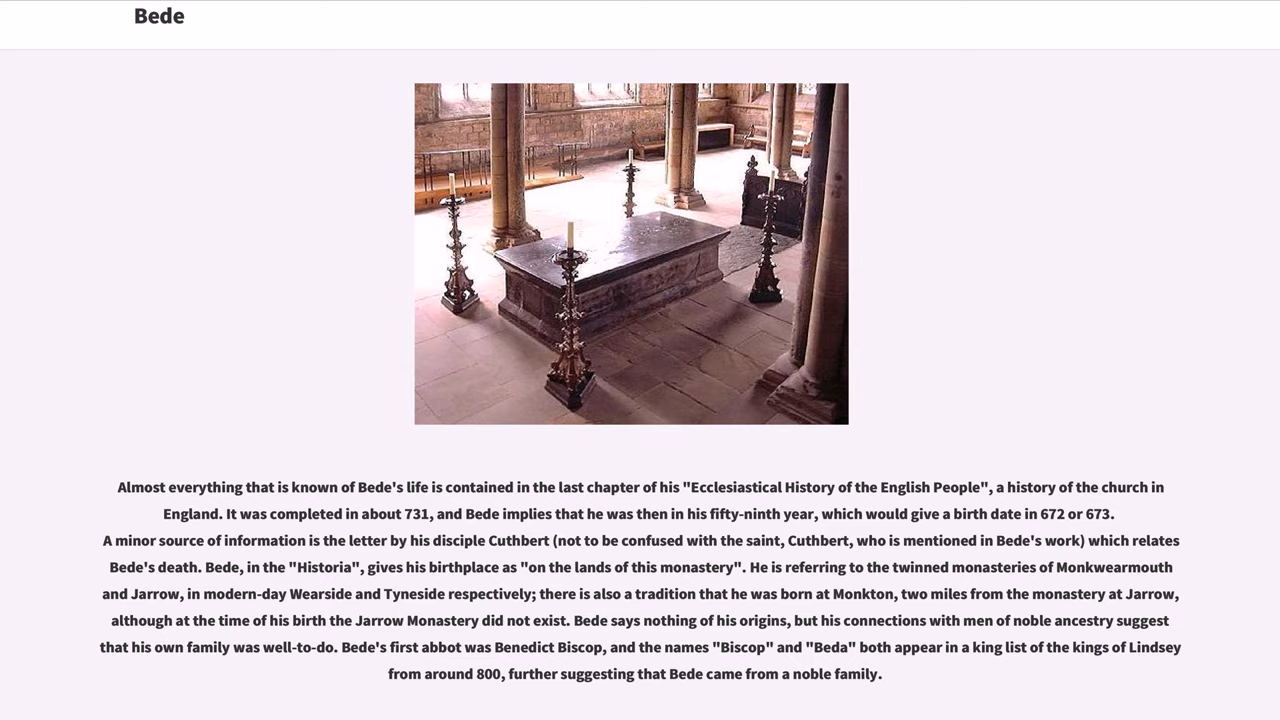 Bede
Almost everything that is known of Bede's life is contained in the last chapter of his "Ecclesiastical History of the English People", a history of the church in
England. It was completed in about 731, and Bede implies that he was then in his fifty-ninth year, which would give a birth date in 672 or 673.
A minor source of information is the letter by his disciple Cuthbert (not to be confused with the saint, Cuthbert, who is mentioned in Bede's work) which relates
Bede's death. Bede, in the "Historia", gives his birthplace as "on the lands of this monastery". He is referring to the twinned monasteries of Monkwearmouth
and Jarrow, in modern-day Wearside and Tyneside respectively; there is also a tradition that he was born at Monkton, two miles from the monastery at Jarrow,
although at the time of his birth the Jarrow Monastery did not exist. Bede says nothing of his origins, but his connections with men of noble ancestry suggest
that his own family was well-to-do. Bede's first abbot was Benedict Biscop, and the names "Biscop" and "Beda" both appear in a king list of the kings of Lindsey
from around 800, further suggesting that Bede came from a noble family.